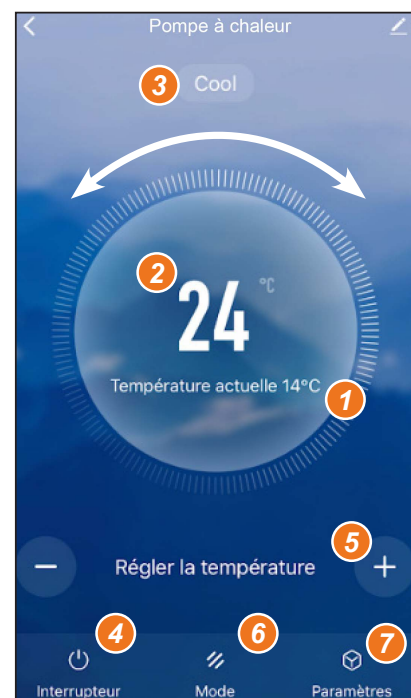 Pompe à chaleur
3 Cool
2
24 °C
Température actuelle 14°C
1
5
Régler la température
4 6 7
Interrupteur Mode Paramètres